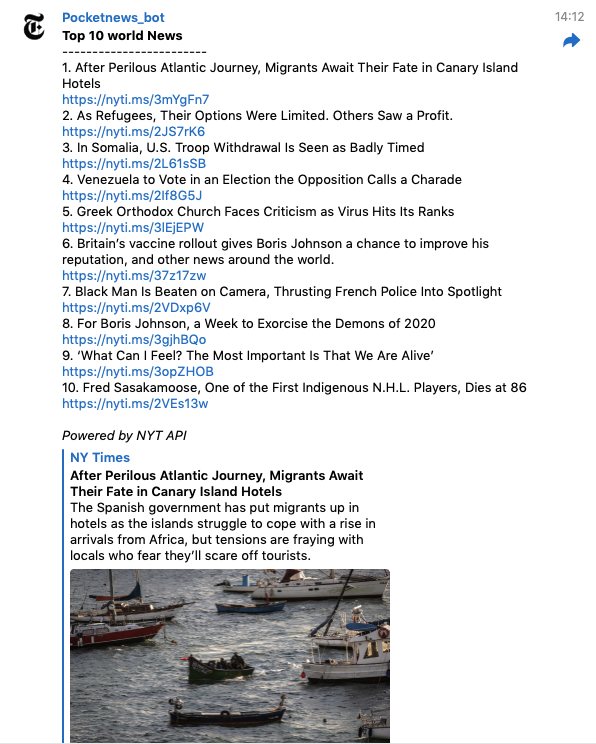 Pocketnews_bot
14:12
Top 10 world News
------------------------
1. After Perilous Atlantic Journey, Migrants Await Their Fate in Canary Island
Hotels
https://nyti.ms/3mYgFn7
2. As Refugees, Their Options Were Limited. Others Saw a Profit.
https://nyti.ms/2JS7rK6
3. In Somalia, U.S. Troop Withdrawal Is Seen as Badly Timed
https://nyti.ms/2L61sSB
4. Venezuela to Vote in an Election the Opposition Calls a Charade
https://nyti.ms/2If8G5J
5. Greek Orthodox Church Faces Criticism as Virus Hits Its Ranks
https://nyti.ms/3lEjEPW
6. Britain’s vaccine rollout gives Boris Johnson a chance to improve his
reputation, and other news around the world.
https://nyti.ms/37z17zw
7. Black Man Is Beaten on Camera, Thrusting French Police Into Spotlight
https://nyti.ms/2VDxp6V
8. For Boris Johnson, a Week to Exorcise the Demons of 2020
https://nyti.ms/3gjhBQo
9. ‘What Can I Feel? The Most Important Is That We Are Alive’
https://nyti.ms/3opZHOB
10. Fred Sasakamoose, One of the First Indigenous N.H.L. Players, Dies at 86
https://nyti.ms/2VEs13w
Powered by NYT API
NY Times
After Perilous Atlantic Journey, Migrants Await
Their Fate in Canary Island Hotels
The Spanish government has put migrants up in
hotels as the islands struggle to cope with a rise in
arrivals from Africa, but tensions are fraying with
locals who fear they’ll scare off tourists.